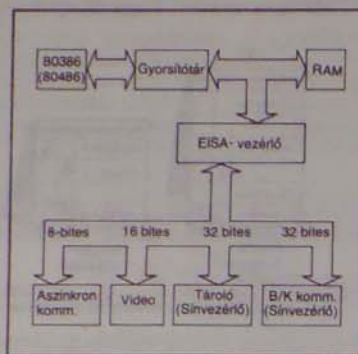 80386
(80486)
Gyorsítótár
RAM
EISA- vezérlő
8-bites
16 bites
32 bites
32 bites
Aszinkron
komm.
Video
Tároló
(Sínvezérlő)
B/K komm.
(Sínvezérlő)